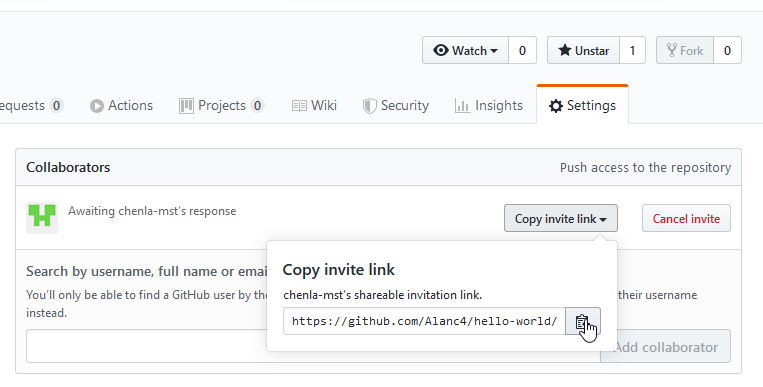 Watch 0 Unstar 1 Fork 0
equests 0 Actions Projects 0 Wiki Security Insights Settings
Collaborators Push access to the repository
Awaiting chenla-mst's response Copy invite link Cancel invite
Copy invite link
Search by username, full name or emai
chenla-mst's shareable invitation link.
You'll only be able to find a GitHub user by the their username
instead.
https://github.com/Alanc4/hello-world/
Add collaborator